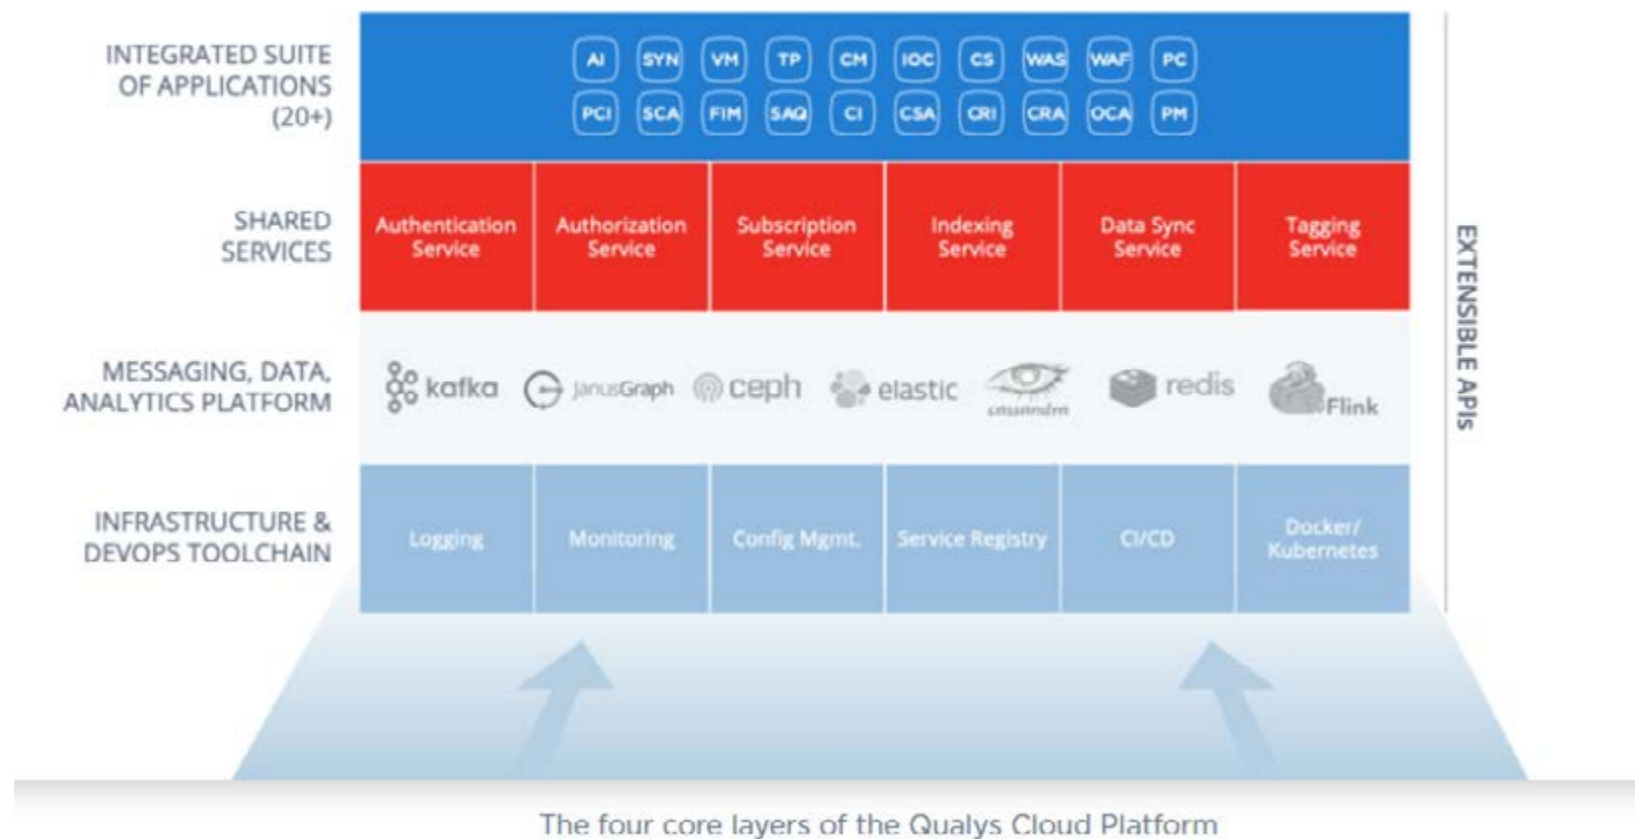 INTEGRATED SUITE
OF APPLICATIONS
(20+)
AI SYN VM TP CM IOC CS WAS WAF PC
PCI SCA FIM SAQ CI CSA CRI CRA OCA PM
SHARED
SERVICES
Authentication
Service
Authorization
Service
Subscription
Service
Indexing
Service
Data Sync
Service
Tagging
Service
MESSAGING, DATA,
ANALYTICS PLATFORM
kafka
JanusGraph
ceph
elastic
cassandra
redis
Flink
INFRASTRUCTURE &
DEVOPS TOOLCHAIN
Logging
Monitoring
Config Mgmt.
Service Registry
CI/CD
Docker/
Kubernetes
EXTENSIBLE APIs
The four core layers of the Qualys Cloud Platform